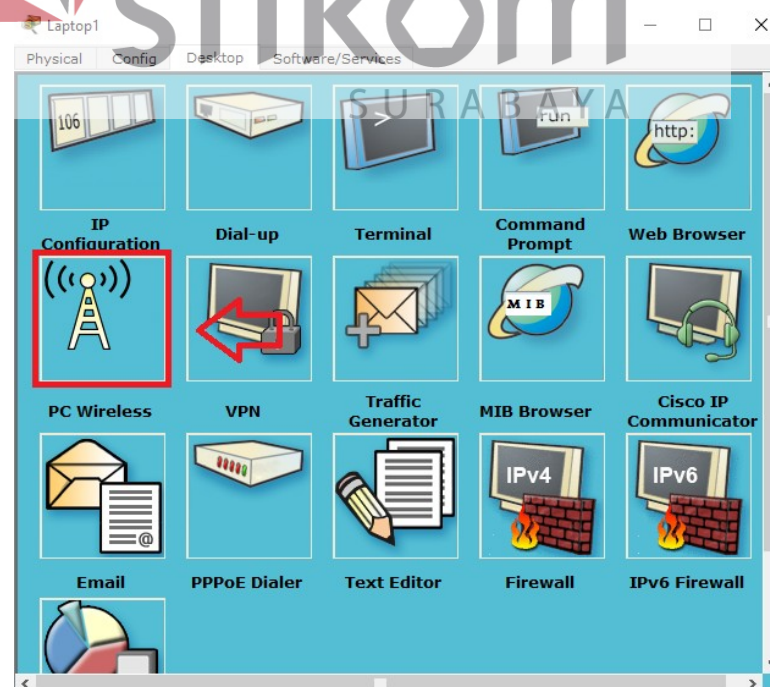 stikom
Laptop1
Physical Config Desktop Software/Services
SURABAYA
106
run
http:
IP Configuration
Dial-up
Terminal
Command Prompt
Web Browser
MIB
PC Wireless
VPN
Traffic Generator
MIB Browser
Cisco IP Communicator
IPv4
IPv6
Email
PPPoE Dialer
Text Editor
Firewall
IPv6 Firewall